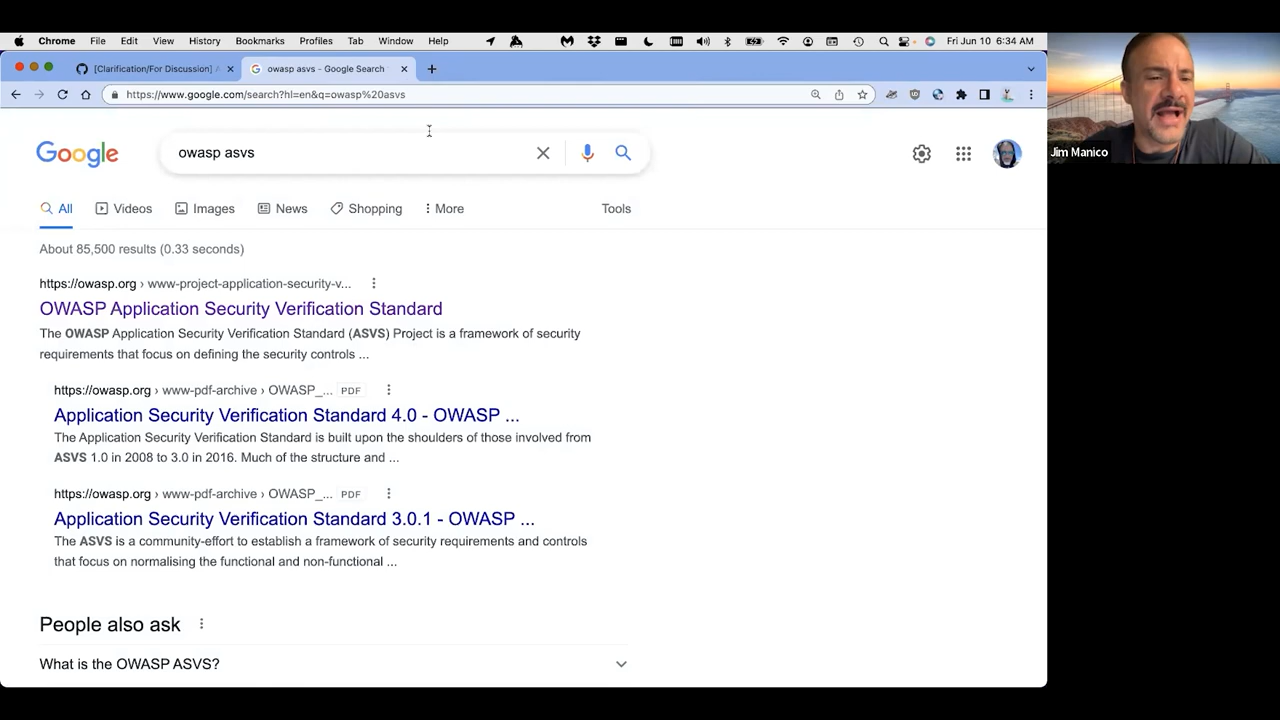 Chrome File Edit View History Bookmarks Profiles Tab Window Help Fri Jun 10 6:34 AM
[Clarification/For Discussion] A owasp asvs - Google Search
https://www.google.com/search?hl=en&q=owasp%20asvs
Jim Manico
Google owasp asvs
All Videos Images News Shopping More Tools
About 85,500 results (0.33 seconds)
https://owasp.org › www-project-application-security-v...
OWASP Application Security Verification Standard
The OWASP Application Security Verification Standard (ASVS) Project is a framework of security
requirements that focus on defining the security controls ...
https://owasp.org › www-pdf-archive › OWASP_... PDF
Application Security Verification Standard 4.0 - OWASP ...
The Application Security Verification Standard is built upon the shoulders of those involved from
ASVS 1.0 in 2008 to 3.0 in 2016. Much of the structure and ...
https://owasp.org › www-pdf-archive › OWASP_... PDF
Application Security Verification Standard 3.0.1 - OWASP ...
The ASVS is a community-effort to establish a framework of security requirements and controls
that focus on normalising the functional and non-functional ...
People also ask
What is the OWASP ASVS?